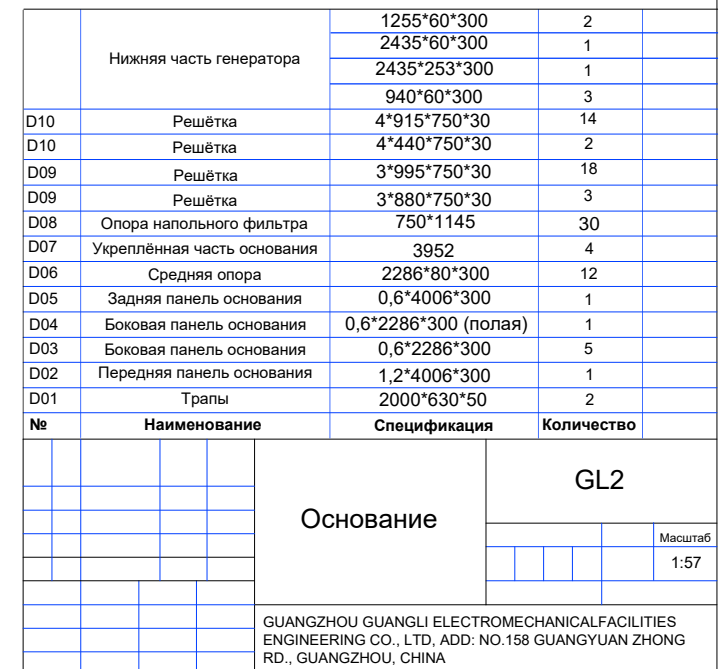 1255*60*300 2
2435*60*300 1
Нижняя часть генератора
2435*253*300 1
940*60*300 3
D10 Решётка 4*915*750*30 14
D10 Решётка 4*440*750*30 2
D09 Решётка 3*995*750*30 18
D09 Решётка 3*880*750*30 3
D08 Опора напольного фильтра 750*1145 30
D07 Укреплённая часть основания 3952 4
D06 Средняя опора 2286*80*300 12
D05 Задняя панель основания 0,6*4006*300 1
D04 Боковая панель основания 0,6*2286*300 (полая) 1
D03 Боковая панель основания 0,6*2286*300 5
D02 Передняя панель основания 1,2*4006*300 1
D01 Трапы 2000*630*50 2
№ Наименование Спецификация Количество
GL2
Основание
Масштаб
1:57
GUANGZHOU GUANGLI ELECTROMECHANICALFACILITIES
ENGINEERING CO., LTD, ADD: NO.158 GUANGYUAN ZHONG
RD., GUANGZHOU, CHINA